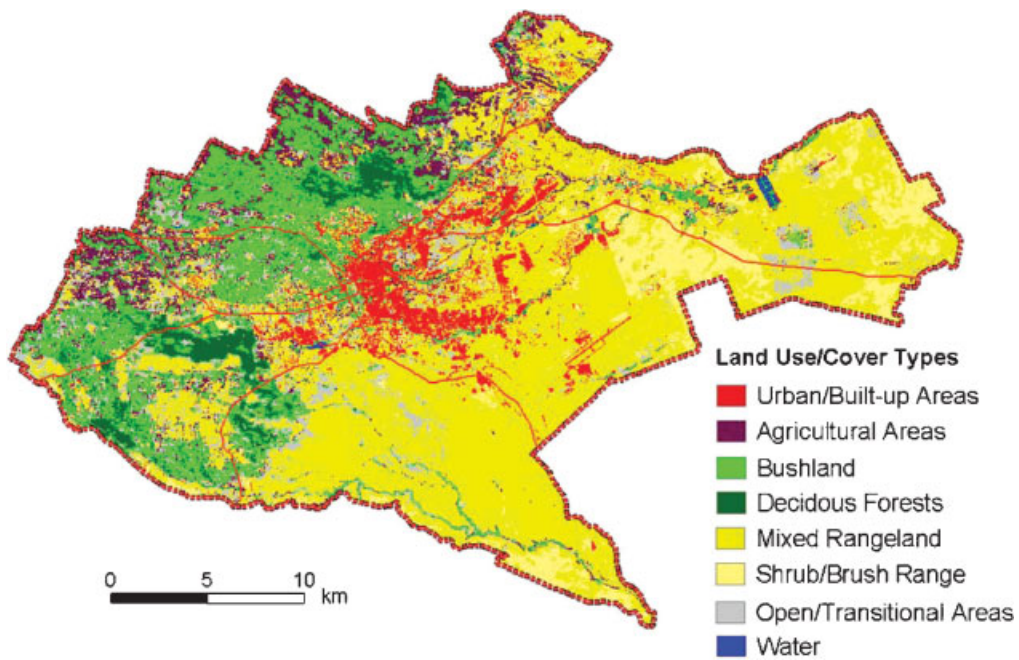 Land Use/Cover Types
Urban/Built-up Areas
Agricultural Areas
Bushland
Decidous Forests
Mixed Rangeland
Shrub/Brush Range
Open/Transitional Areas
Water
0 5 10
km